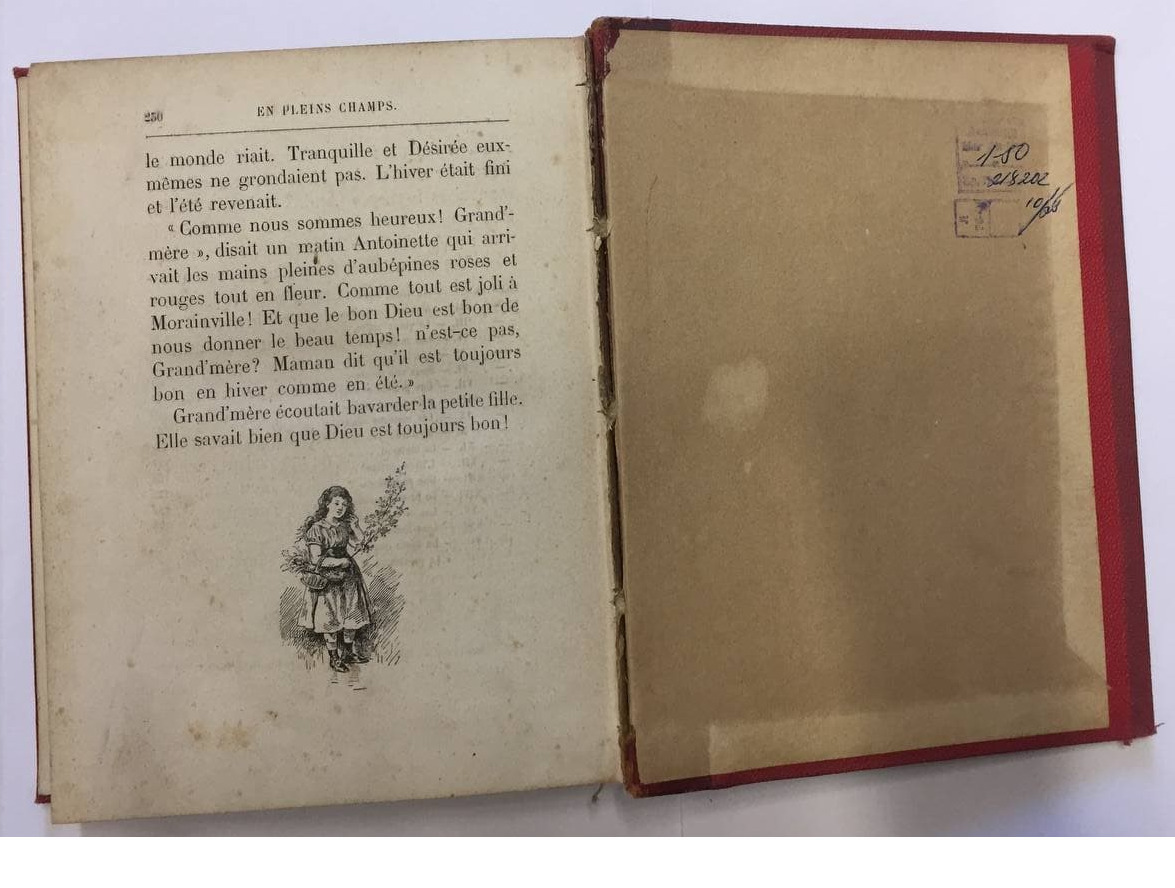 250
EN PLEINS CHAMPS.
le monde riait. Tranquille et Désirée eux-
mêmes ne grondaient pas. L'hiver était fini
et l'été revenait.
« Comme nous sommes heureux! Grand'-
mère », disait un matin Antoinette qui arri-
vait les mains pleines d'aubépines roses et
rouges tout en fleur. Comme tout est joli à
Morainville! Et que le bon Dieu est bon de
nous donner le beau temps! n'est-ce pas,
Grand'mère? Maman dit qu'il est toujours
bon en hiver comme en été. »
Grand'mère écoutait bavarder la petite fille.
Elle savait bien que Dieu est toujours bon!
1-50
218202